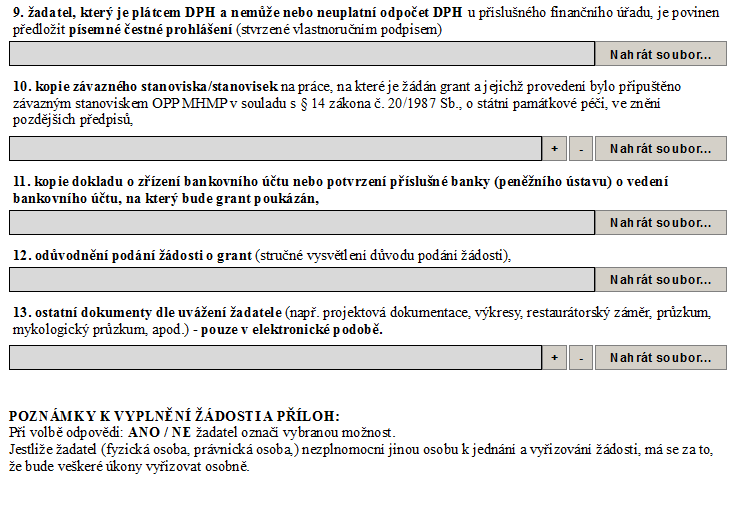 9. žadatel, který je plátcem DPH a nemůže nebo neuplatní odpočet DPH u příslušného finančního úřadu, je povinen
předložit písemné čestné prohlášení (stvrzené vlastnoručním podpisem)
Nahrát soubor...
10. kopie závazného stanoviska/stanovisek na práce, na které je žádán grant a jejichž provedení bylo připuštěno
závazným stanoviskem OPP MHMP v souladu s § 14 zákona č. 20/1987 Sb., o státní památkové péči, ve znění
pozdějších předpisů,
+ - Nahrát soubor...
11. kopie dokladu o zřízení bankovního účtu nebo potvrzení příslušné banky (peněžního ústavu) o vedení
bankovního účtu, na který bude grant poukázán,
Nahrát soubor...
12. odůvodnění podání žádosti o grant (stručné vysvětlení důvodu podání žádosti),
Nahrát soubor...
13. ostatní dokumenty dle uvážení žadatele (např. projektová dokumentace, výkresy, restaurátorský záměr, průzkum,
mykologický průzkum, apod.) - pouze v elektronické podobě.
+ - Nahrát soubor...
POZNÁMKY K VYPLNĚNÍ ŽÁDOSTI A PŘÍLOH:
Při volbě odpovědi: ANO / NE žadatel označí vybranou možnost.
Jestliže žadatel (fyzická osoba, právnická osoba,) nezplnomocní jinou osobu k jednání a vyřizování žádosti, má se za to,
že bude veškeré úkony vyřizovat osobně.